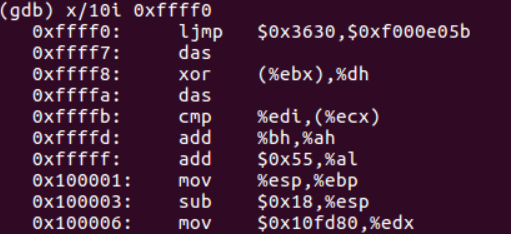 (gdb) x/10i 0xffff0
0xffff0: ljmp $0x3630,$0xf000e05b
0xffff7: das
0xffff8: xor (%ebx),%dh
0xffffa: das
0xffffb: cmp %edi,(%ecx)
0xffffd: add %bh,%ah
0xfffff: add $0x55,%al
0x100001: mov %esp,%ebp
0x100003: sub $0x18,%esp
0x100006: mov $0x10fd80,%edx